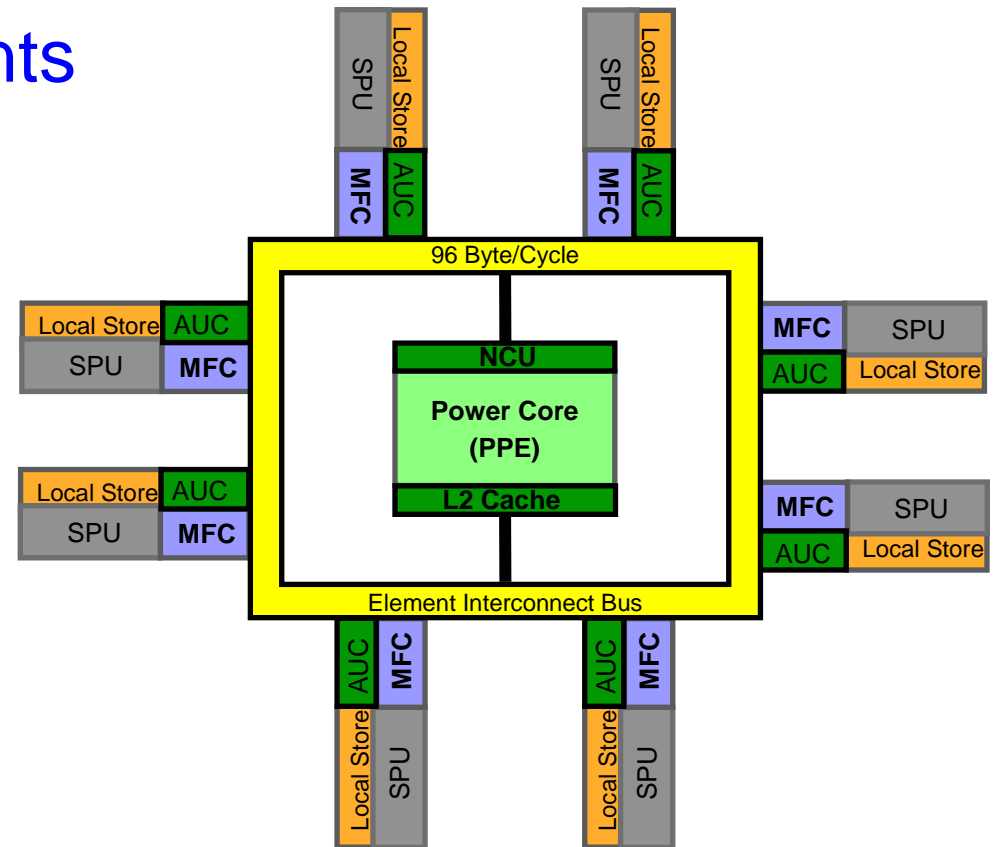 nts
SPU
Local Store
MFC
AUC
SPU
Local Store
MFC
AUC
96 Byte/Cycle
Local Store AUC
SPU MFC
NCU
Power Core
(PPE)
L2 Cache
MFC SPU
AUC Local Store
Local Store AUC
SPU MFC
MFC SPU
AUC Local Store
Element Interconnect Bus
AUC
MFC
Local Store
SPU
AUC
MFC
Local Store
SPU